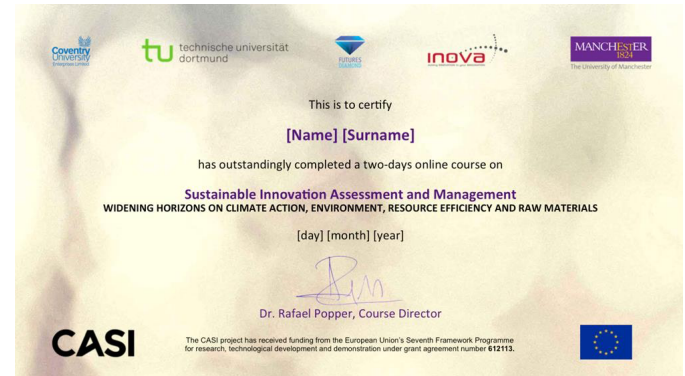 Coventry
University
Enterprises Limited
tu technische universität
dortmund
FUTURES
DIAMOND
inova
MANCHESTER
1824
The University of Manchester
This is to certify
[Name] [Surname]
has outstandingly completed a two-days online course on
Sustainable Innovation Assessment and Management
WIDENING HORIZONS ON CLIMATE ACTION, ENVIRONMENT, RESOURCE EFFICIENCY AND RAW MATERIALS
[day] [month] [year]
Dr. Rafael Popper, Course Director
CASI
The CASI project has received funding from the European Union's Seventh Framework Programme
for research, technological development and demonstration under grant agreement number 612113.